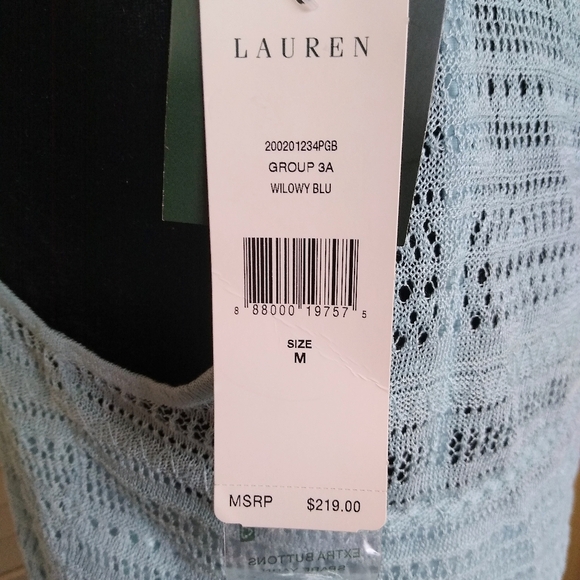 LAUREN
200201234PGB
GROUP 3A
WILOWY BLU
8 88000 19757 5
SIZE
M
MSRP $219.00
EXTRA BUTTONS